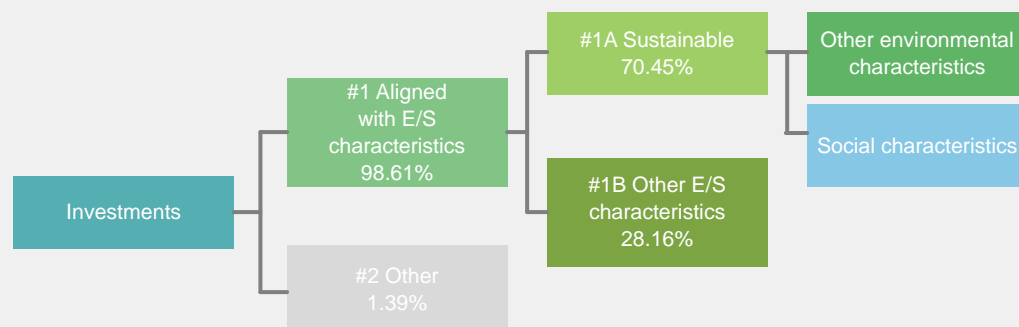 Investments
#1 Aligned
with E/S
characteristics
98.61%
#2 Other
1.39%
#1A Sustainable
70.45%
#1B Other E/S
characteristics
28.16%
Other environmental
characteristics
Social characteristics